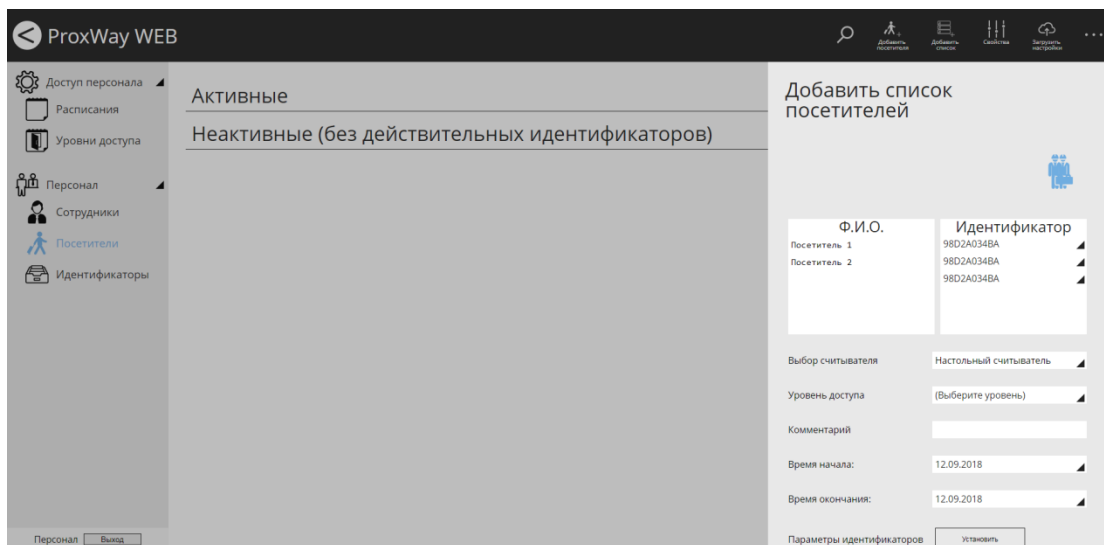 ProxWay WEB
Добавить
посетителя
Добавить
список
Свойства
Загрузить
настройки
Доступ персонала
Расписания
Уровни доступа
Персонал
Сотрудники
Посетители
Идентификаторы
Персонал Выход
Активные
Неактивные (без действительных идентификаторов)
Добавить список
посетителей
Ф.И.О. Идентификатор
Посетитель 1 98D2A034BA
Посетитель 2 98D2A034BA
98D2A034BA
Выбор считывателя Настольный считыватель
Уровень доступа (Выберите уровень)
Комментарий
Время начала: 12.09.2018
Время окончания: 12.09.2018
Параметры идентификаторов Установить